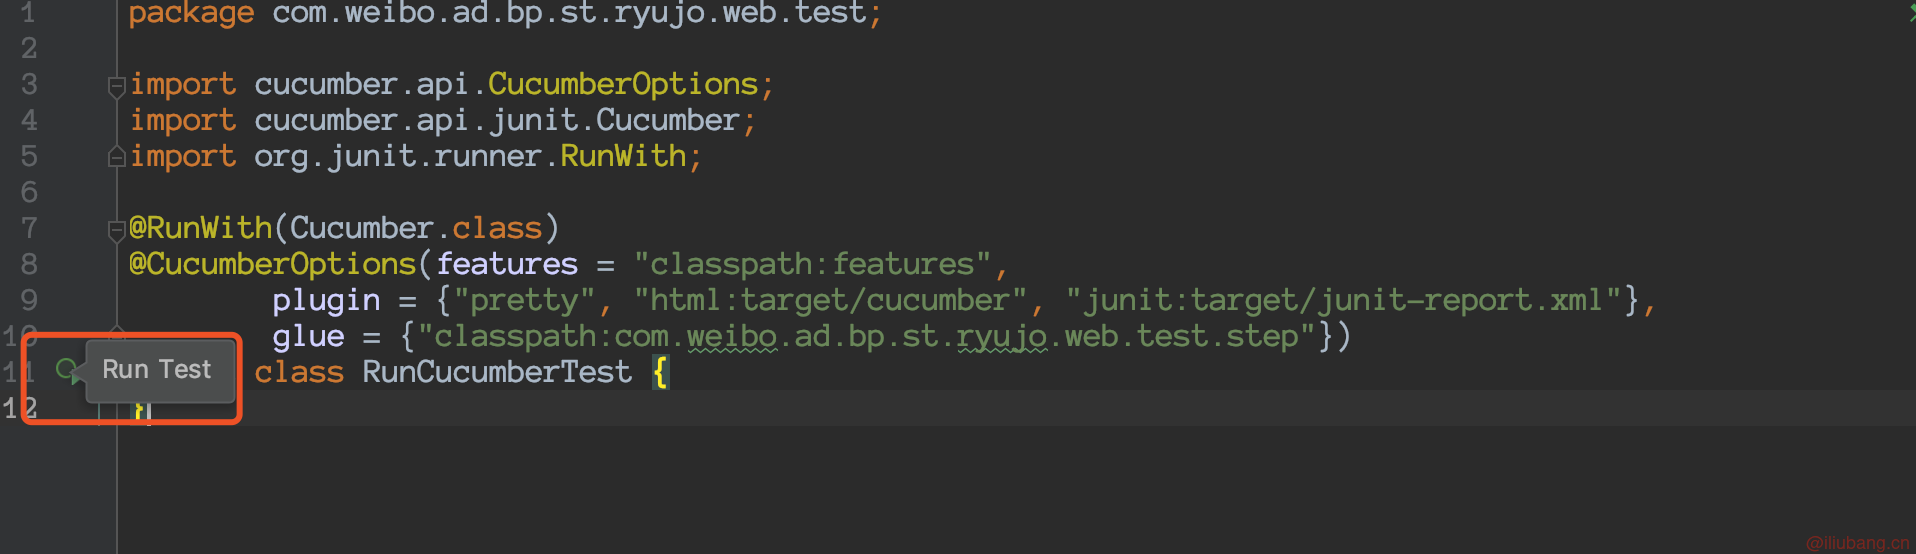 1 package com.weibo.ad.bp.st.ryujo.web.test;
2
3 import cucumber.api.CucumberOptions;
4 import cucumber.api.junit.Cucumber;
5 import org.junit.runner.RunWith;
6
7 @RunWith(Cucumber.class)
8 @CucumberOptions(features = "classpath:features",
9 plugin = {"pretty", "html:target/cucumber", "junit:target/junit-report.xml"},
10 glue = {"classpath:com.weibo.ad.bp.st.ryujo.web.test.step"})
11 Run Test class RunCucumberTest {
12 }
@iliubang.cn